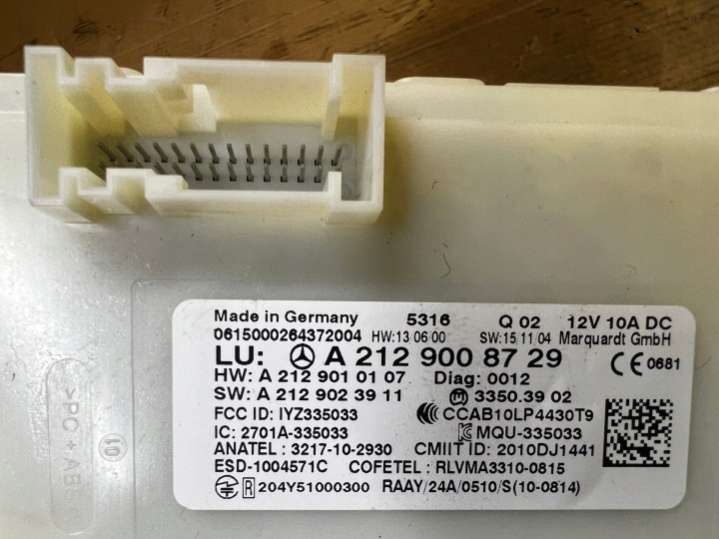 Made in Germany 5316 Q 02 12V 10A DC
0615000264372004 HW:13 06 00 SW:15 11 04 Marquardt GmbH
LU: A 212 900 87 29
CE 0681
HW: A 212 901 01 07 Diag: 0012
SW: A 212 902 39 11 3350.39 02
FCC ID: IYZ335033 CCAB10LP4430T9
IC: 2701A-335033 MQU-335033
ANATEL : 3217-10-2930 CMIIT ID: 2010DJ1441
ESD-1004571C COFETEL : RLVMA3310-0815
R 204Y51000300 RAAY/24A/0510/S(10-0814)
10